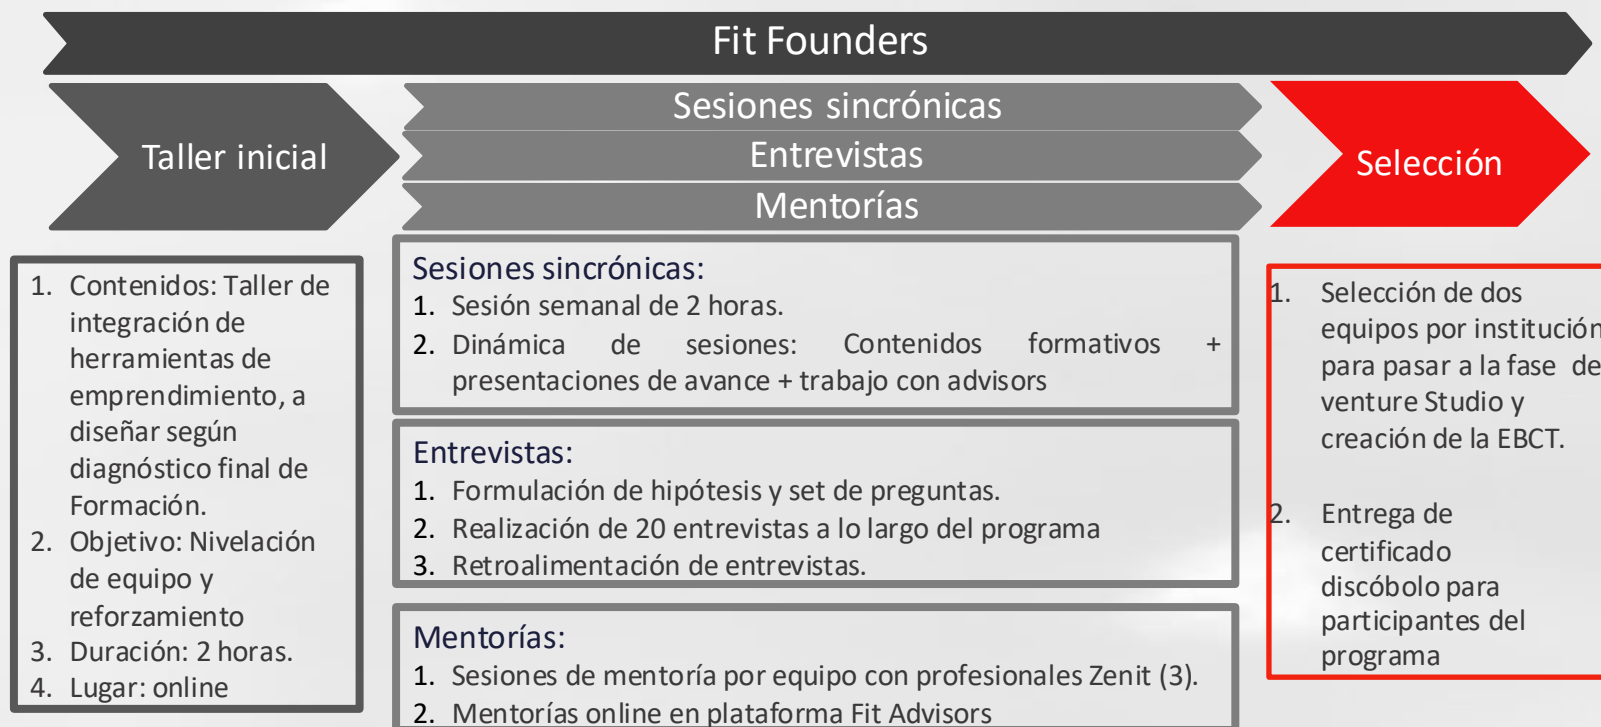 Fit Founders
Taller inicial
Sesiones sincrónicas
Entrevistas
Mentorías
Selección
1. Contenidos: Taller de
integración de
herramientas de
emprendimiento, a
diseñar según
diagnóstico final de
Formación.
2. Objetivo: Nivelación
de equipo y
reforzamiento
3. Duración: 2 horas.
4. Lugar: online
Sesiones sincrónicas:
1. Sesión semanal de 2 horas.
2. Dinámica de sesiones: Contenidos formativos +
presentaciones de avance + trabajo con advisors
Entrevistas:
1. Formulación de hipótesis y set de preguntas.
2. Realización de 20 entrevistas a lo largo del programa
3. Retroalimentación de entrevistas.
Mentorías:
1. Sesiones de mentoría por equipo con profesionales Zenit (3).
2. Mentorías online en plataforma Fit Advisors
1. Selección de dos
equipos por institución
para pasar a la fase de
venture Studio y
creación de la EBCT.
2. Entrega de
certificado
discóbolo para
participantes del
programa